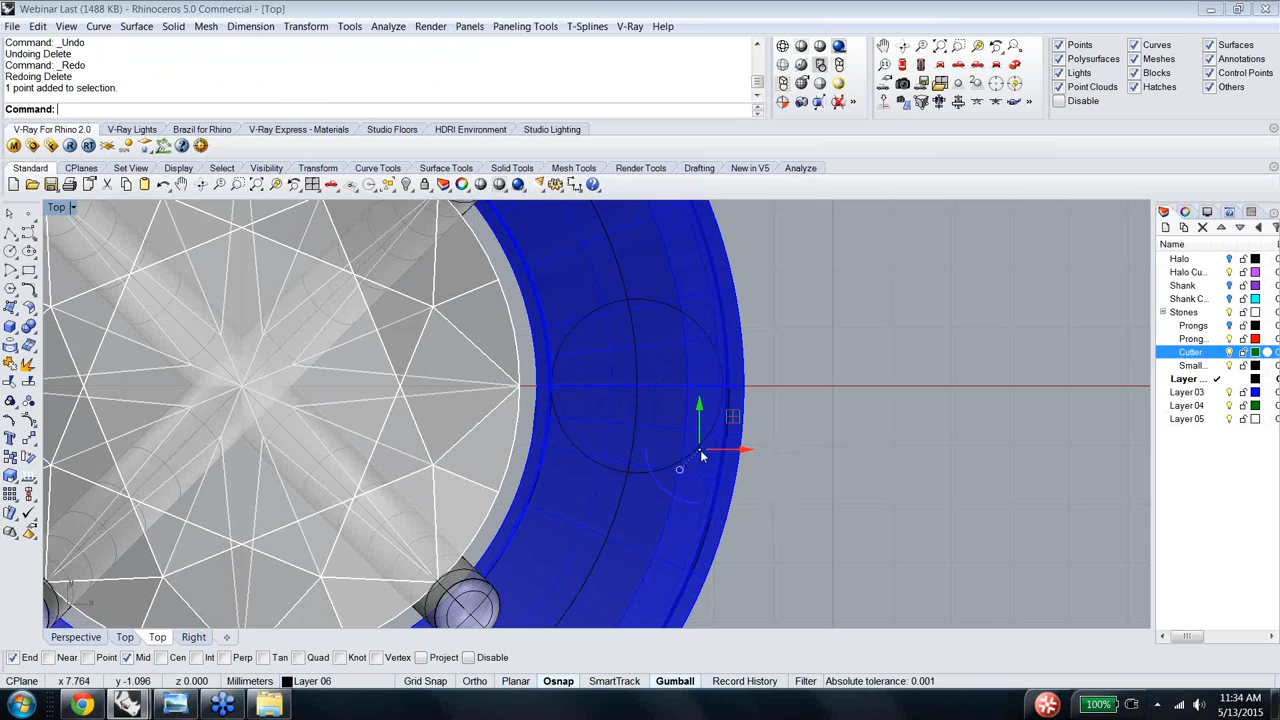 Webinar Last (1488 KB) - Rhinoceros 5.0 Commercial - [Top]
File Edit View Curve Surface Solid Mesh Dimension Transform Tools Analyze Render Panels Paneling Tools T-Splines V-Ray Help
Command: _Undo
Undoing Delete
Command: _Redo
Redoing Delete
1 point added to selection.
Command:
Points Curves Surfaces
Polysurfaces Meshes Annotations
Lights Blocks Control Points
Point Clouds Hatches Others
Disable
V-Ray For Rhino 2.0 V-Ray Lights Brazil for Rhino V-Ray Express - Materials Studio Floors HDRI Environment Studio Lighting
Standard CPlanes Set View Display Select Visibility Transform Curve Tools Surface Tools Solid Tools Mesh Tools Render Tools Drafting New in V5 Analyze
Top
Name
Halo
Halo Cu...
Shank
Shank C...
Stones
Prongs
Prong...
Cutter
Small...
Layer ...
Layer 03
Layer 04
Layer 05
x
Perspective Top Top Right
End Near Point Mid Cen Int Perp Tan Quad Knot Vertex Project Disable
CPlane x 7.764 y -1.096 z 0.000 Millimeters Layer 06 Grid Snap Ortho Planar Osnap SmartTrack Gumball Record History Filter Absolute tolerance: 0.001
100%
11:34 AM
5/13/2015